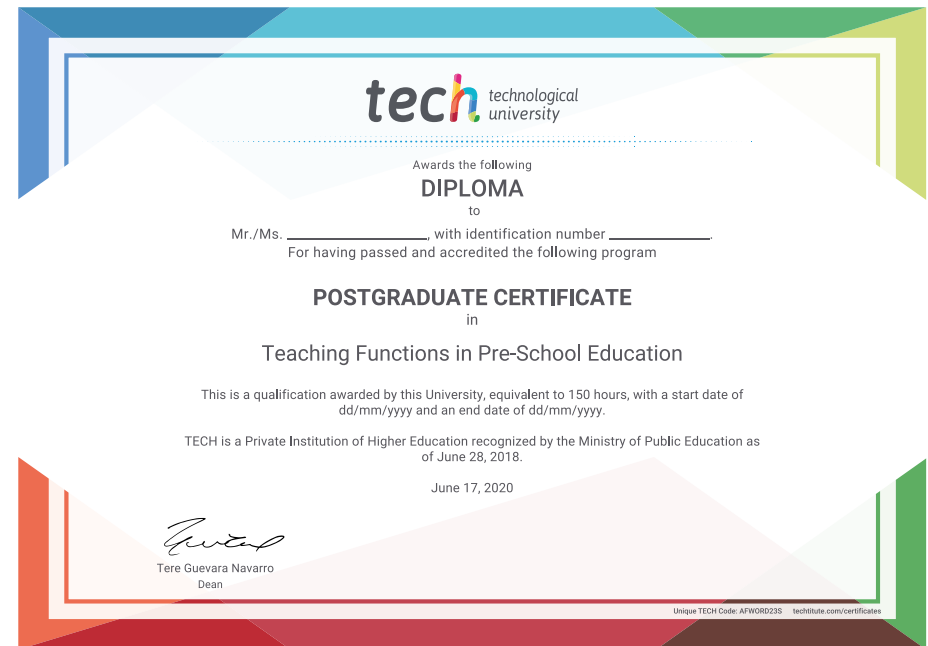 tech technological
university
Awards the following
DIPLOMA
to
Mr./Ms. ____________________, with identification number ______________.
For having passed and accredited the following program
POSTGRADUATE CERTIFICATE
in
Teaching Functions in Pre-School Education
This is a qualification awarded by this University, equivalent to 150 hours, with a start date of
dd/mm/yyyy and an end date of dd/mm/yyyy.
TECH is a Private Institution of Higher Education recognized by the Ministry of Public Education as
of June 28, 2018.
June 17, 2020
Tere Guevara Navarro
Dean
Unique TECH Code: AFWORD23S techtitute.com/certificates